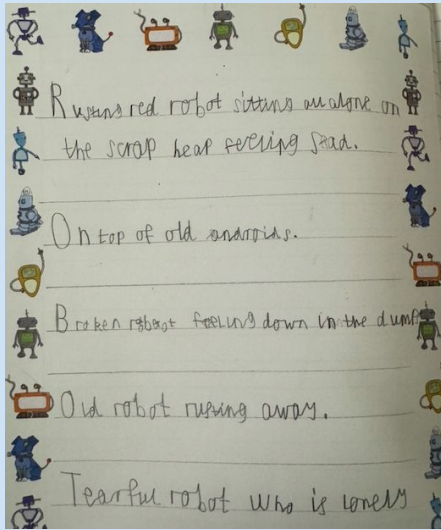 Rusting red robot sitting all alone on
the scrap heap feeling sad.
On top of old androids.
Broken robot feeling down in the dump
Old robot rusting away.
Tearful robot who is lonely